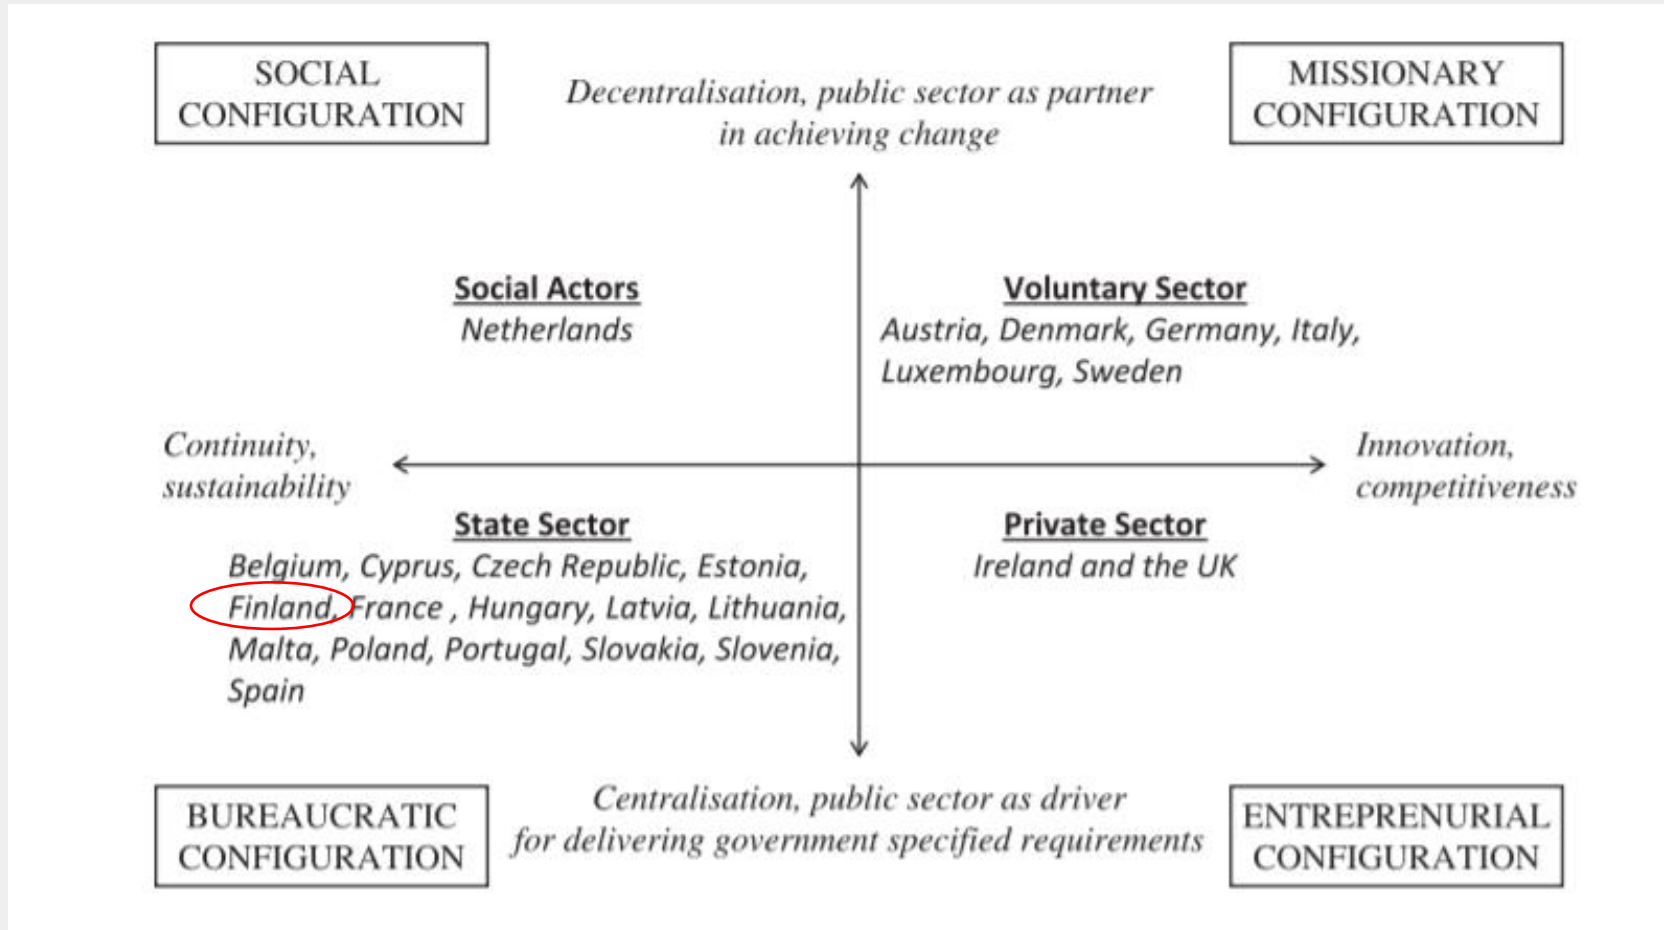 SOCIAL
CONFIGURATION
Decentralisation, public sector as partner
in achieving change
MISSIONARY
CONFIGURATION
Social Actors
Netherlands
Voluntary Sector
Austria, Denmark, Germany, Italy,
Luxembourg, Sweden
Continuity,
sustainability
Innovation,
competitiveness
State Sector
Belgium, Cyprus, Czech Republic, Estonia,
Finland, France , Hungary, Latvia, Lithuania,
Malta, Poland, Portugal, Slovakia, Slovenia,
Spain
Private Sector
Ireland and the UK
BUREAUCRATIC
CONFIGURATION
Centralisation, public sector as driver
for delivering government specified requirements
ENTREPRENURIAL
CONFIGURATION